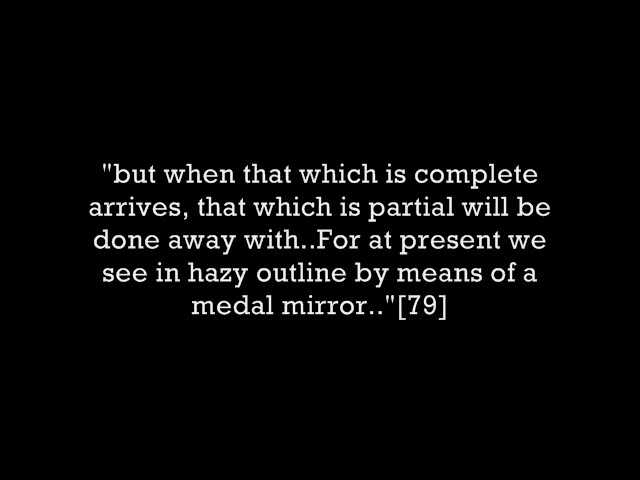 "but when that which is complete
arrives, that which is partial will be
done away with..For at present we
see in hazy outline by means of a
medal mirror.."[79]